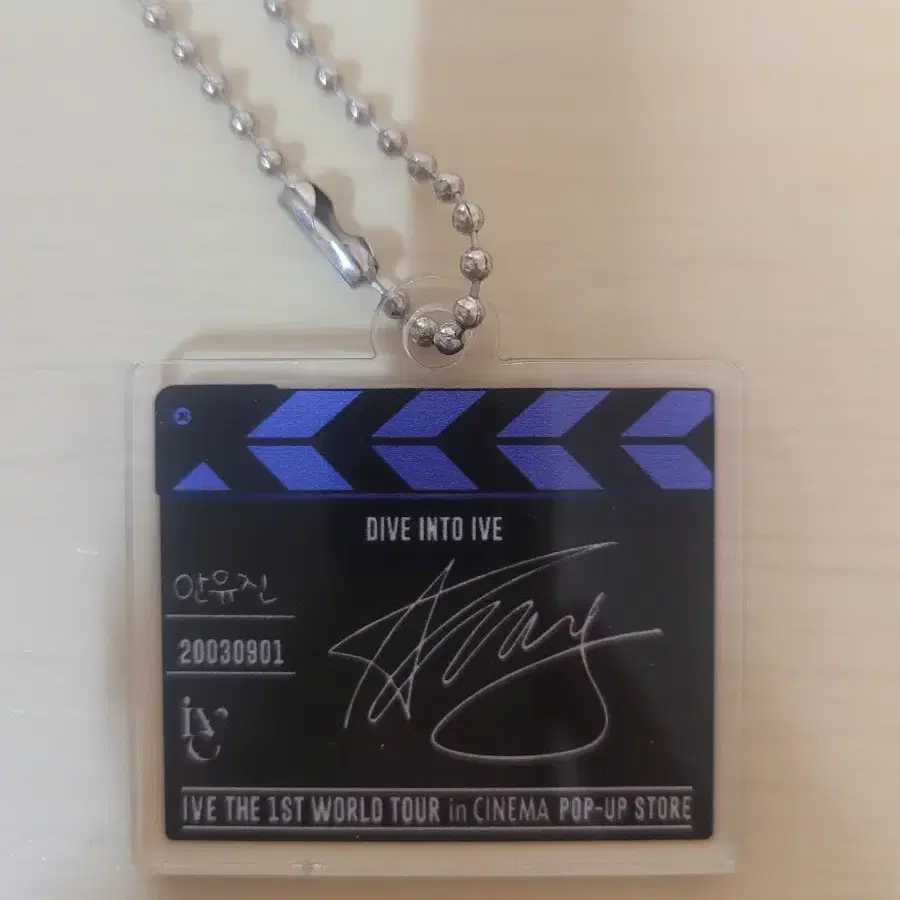 DIVE INTO IVE
안유진
20030901
IVE
IVE THE 1ST WORLD TOUR in CINEMA POP-UP STORE